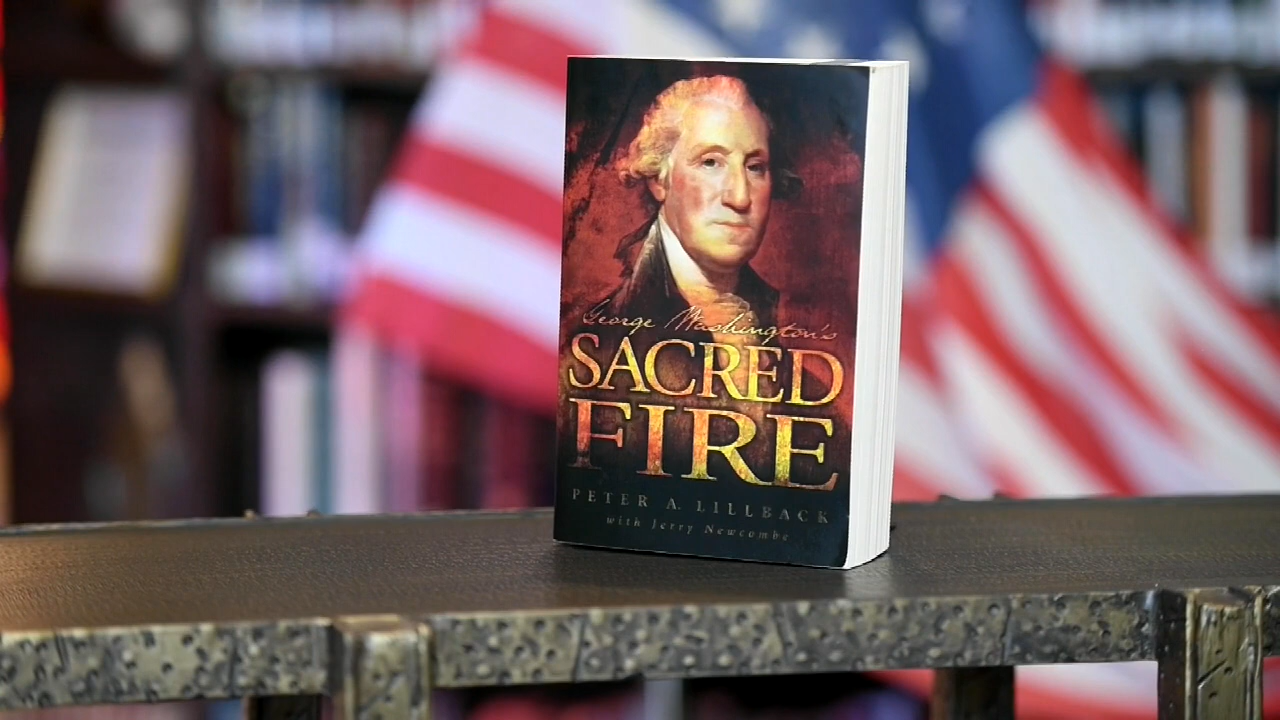 George Washington's
SACRED
FIRE
PETER A. LILLBACK
with Jerry Newcombe